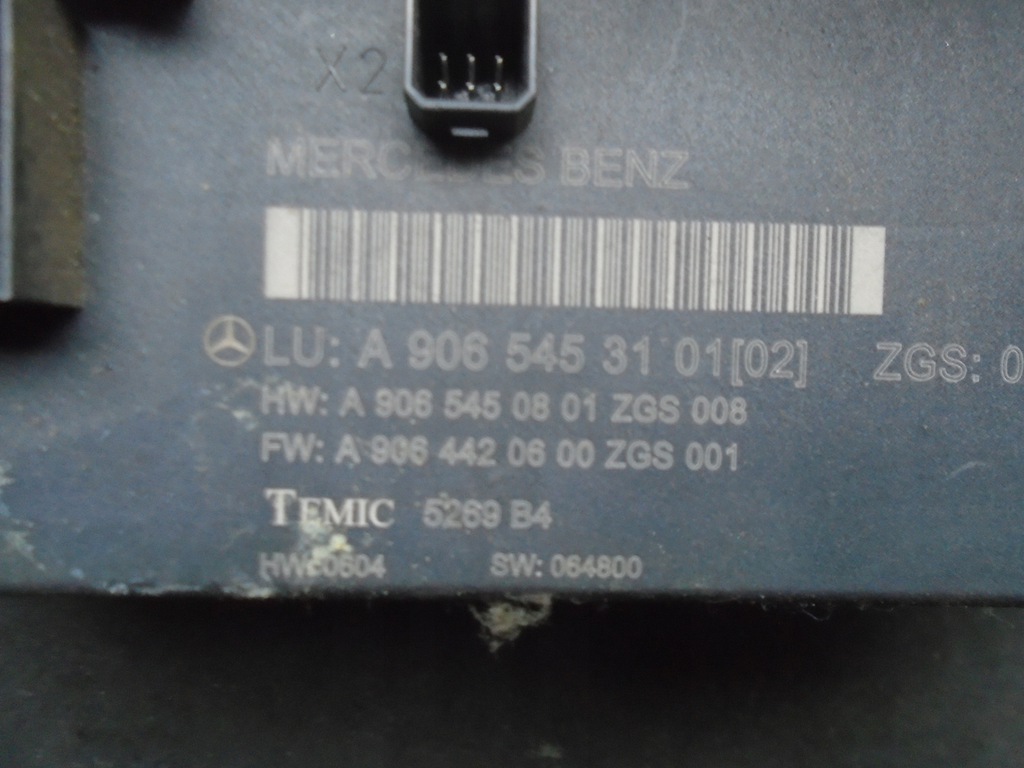 X2
MERCEDES BENZ
LU: A 906 545 31 01[02] ZGS: 0
HW: A 906 545 08 01 ZGS 008
FW: A 906 442 06 00 ZGS 001
TEMIC 5269 B4
HW: 0604 SW: 064800